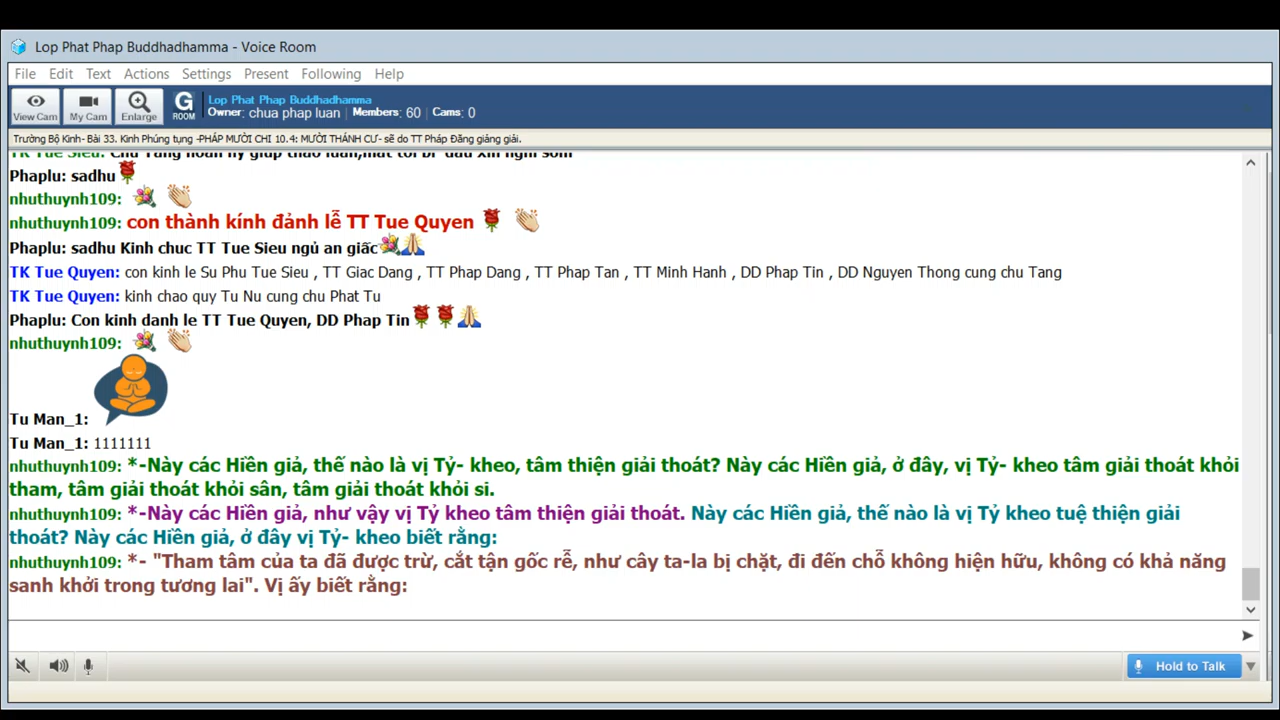 Lop Phat Phap Buddhadhamma - Voice Room
File Edit Text Actions Settings Present Following Help
View Cam My Cam Enlarge G ROOM Lop Phat Phap Buddhadhamma
Owner: chua phap luan | Members: 60 | Cams: 0
Trường Bộ Kinh- Bài 33. Kinh Phúng tụng -PHÁP MƯỜI CHI 10.4: MƯỜI THÁNH CƯ- sẽ do TT Pháp Đăng giảng giải.
Phaplu: sadhu
nhuthuynh109:
nhuthuynh109: con thành kính đảnh lễ TT Tue Quyen
Phaplu: sadhu Kinh chuc TT Tue Sieu ngủ an giấc
TK Tue Quyen: con kinh le Su Phu Tue Sieu , TT Giac Dang , TT Phap Dang , TT Phap Tan , TT Minh Hanh , DD Phap Tin , DD Nguyen Thong cung chu Tang
TK Tue Quyen: kinh chao quy Tu Nu cung chu Phat Tu
Phaplu: Con kinh danh le TT Tue Quyen, DD Phap Tin
nhuthuynh109:
Tu Man_1:
Tu Man_1: 1111111
nhuthuynh109: *-Này các Hiền giả, thế nào là vị Tỷ- kheo, tâm thiện giải thoát? Này các Hiền giả, ở đây, vị Tỷ- kheo tâm giải thoát khỏi
tham, tâm giải thoát khỏi sân, tâm giải thoát khỏi si.
nhuthuynh109: *-Này các Hiền giả, như vậy vị Tỷ kheo tâm thiện giải thoát. Này các Hiền giả, thế nào là vị Tỷ kheo tuệ thiện giải
thoát? Này các Hiền giả, ở đây vị Tỷ- kheo biết rằng:
nhuthuynh109: *- "Tham tâm của ta đã được trừ, cắt tận gốc rễ, như cây ta-la bị chặt, đi đến chỗ không hiện hữu, không có khả năng
sanh khởi trong tương lai". Vị ấy biết rằng:
Hold to Talk